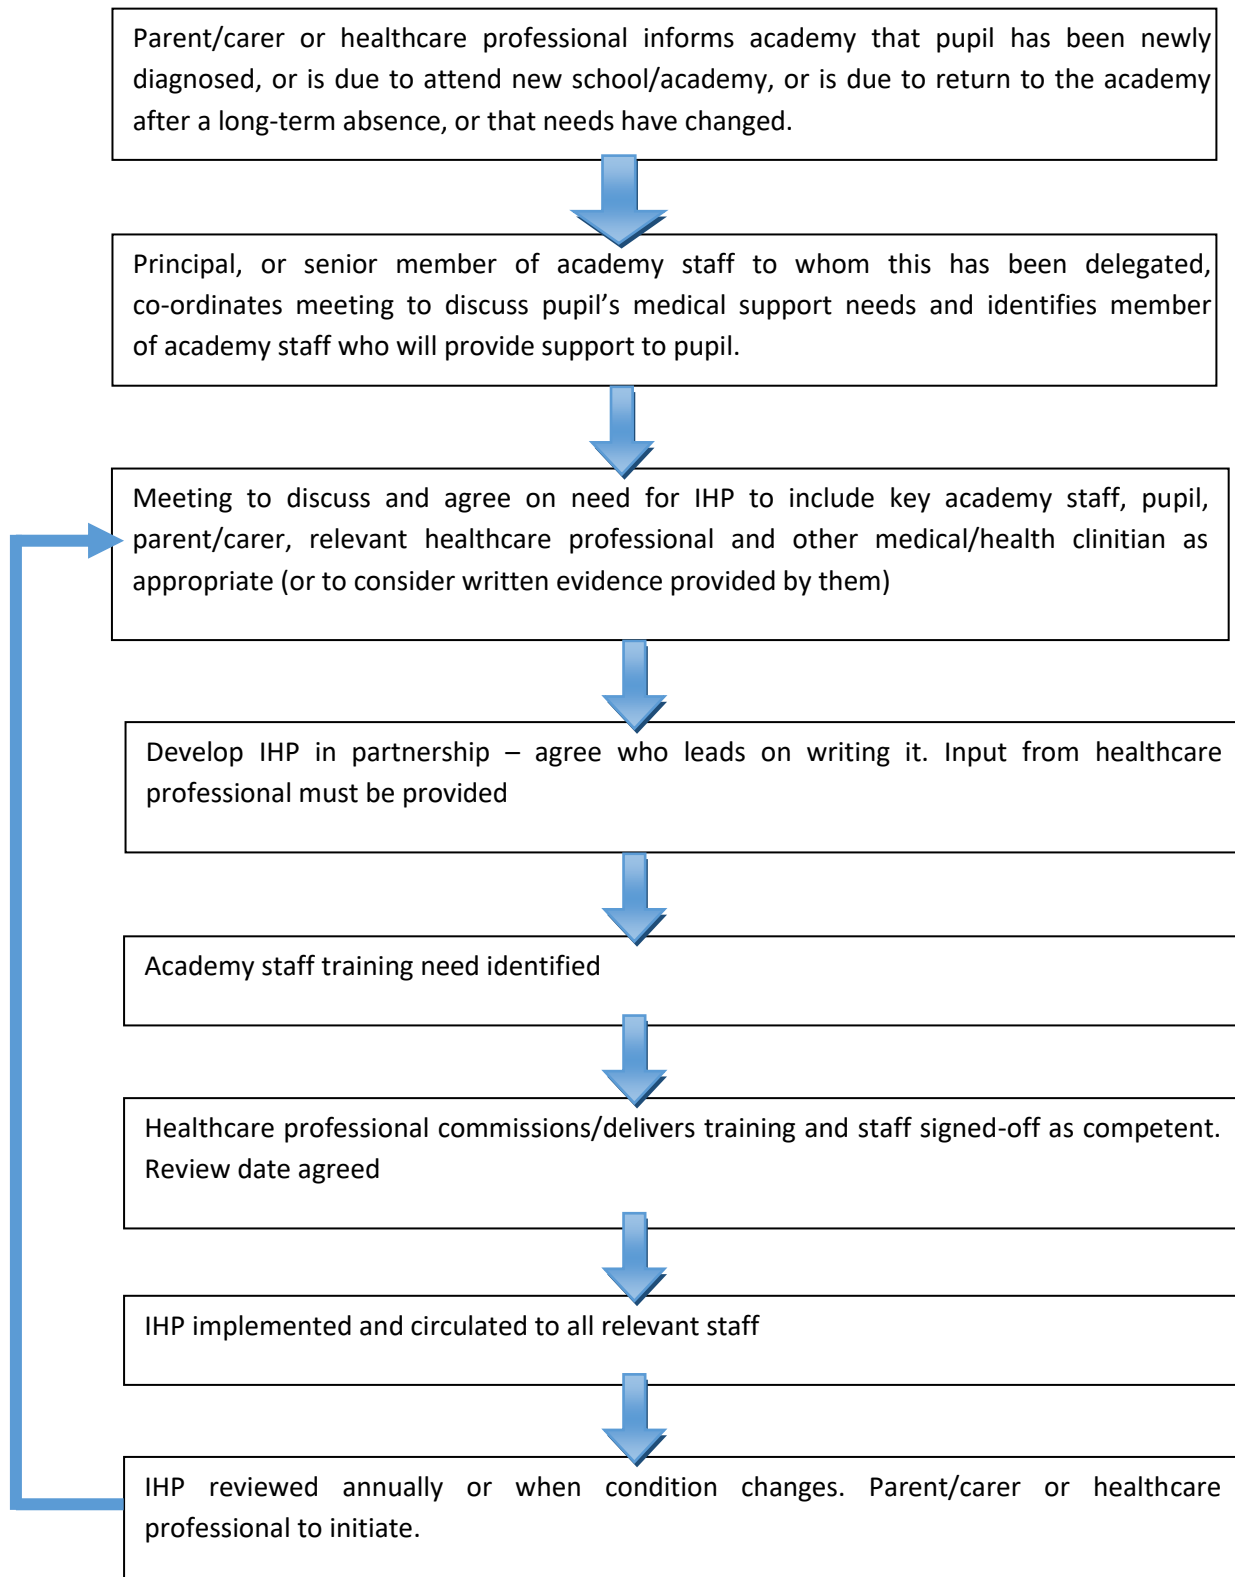 Parent/carer or healthcare professional informs academy that pupil has been newly
diagnosed, or is due to attend new school/academy, or is due to return to the academy
after a long-term absence, or that needs have changed.
Principal, or senior member of academy staff to whom this has been delegated,
co-ordinates meeting to discuss pupil’s medical support needs and identifies member
of academy staff who will provide support to pupil.
Meeting to discuss and agree on need for IHP to include key academy staff, pupil,
parent/carer, relevant healthcare professional and other medical/health clinitian as
appropriate (or to consider written evidence provided by them)
Develop IHP in partnership – agree who leads on writing it. Input from healthcare
professional must be provided
Academy staff training need identified
Healthcare professional commissions/delivers training and staff signed-off as competent.
Review date agreed
IHP implemented and circulated to all relevant staff
IHP reviewed annually or when condition changes. Parent/carer or healthcare
professional to initiate.